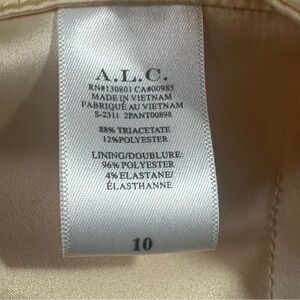 A.L.C.
RN#130801 CA#00985
MADE IN VIETNAM
FABRIQUÉ AU VIETNAM
S-2311 2PANT00898
88% TRIACETATE
12%POLYESTER
LINING/DOUBLURE:
96% POLYESTER
4% ELASTANE/
ÉLASTHANNE
10